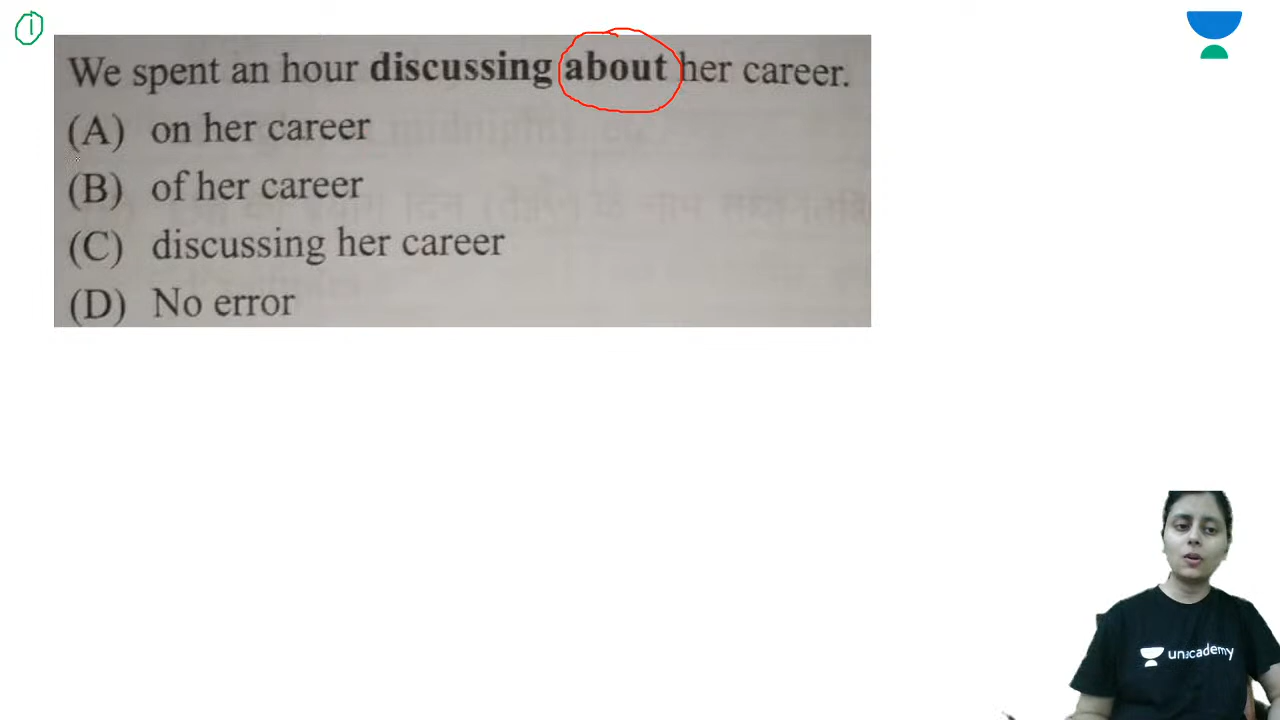 1
We spent an hour discussing about her career.
(A) on her career
(B) of her career
(C) discussing her career
(D) No error
unacademy